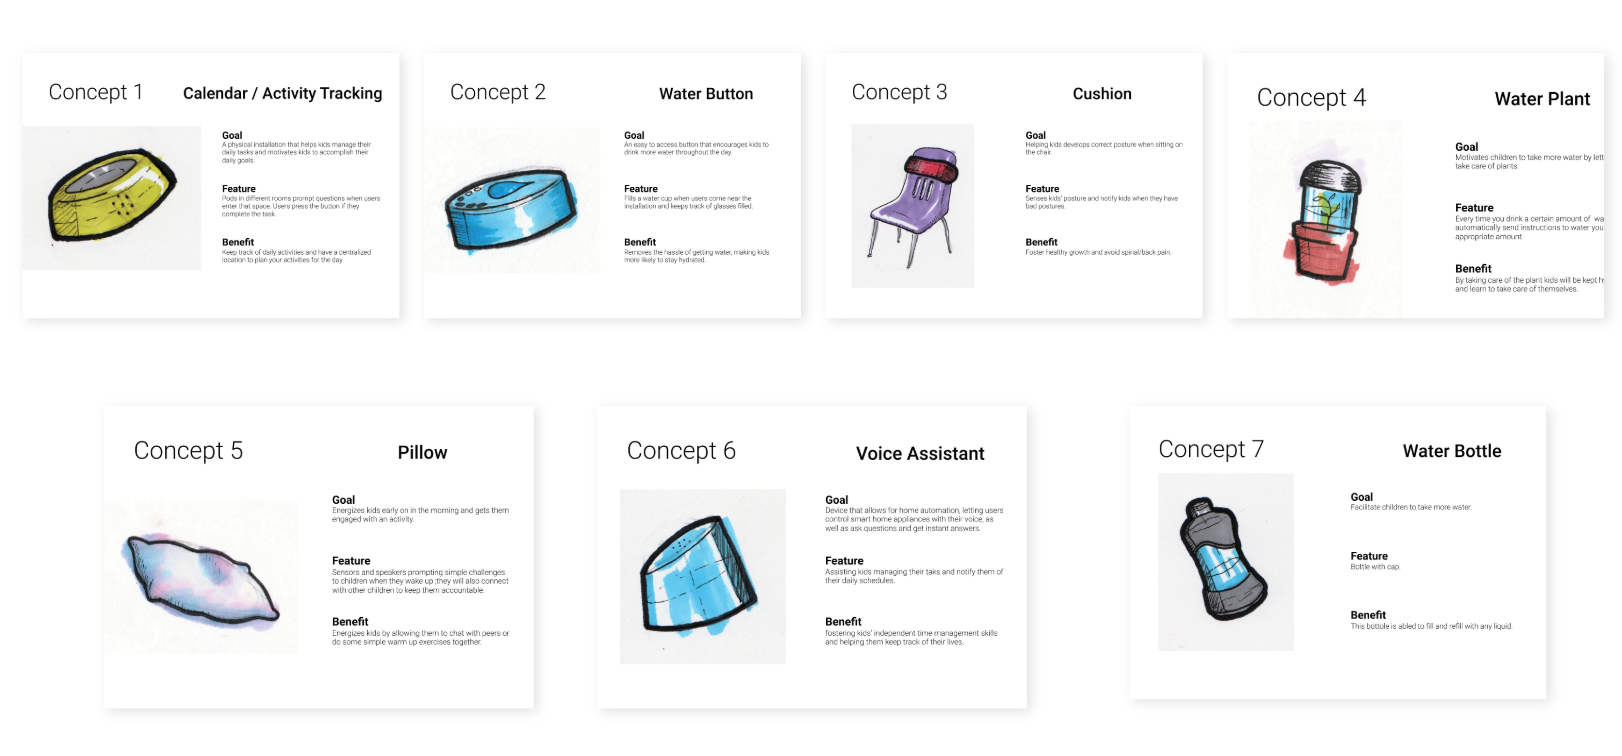 Concept 1
Calendar / Activity Tracking
Goal
A physical installation that helps kids manage their
daily tasks and motivates kids to accomplish their
daily goals.
Feature
Pods in different rooms prompt questions when users
enter that space. Users press the button if they
complete the task.
Benefit
Keep track of daily activities and have a centralized
location to plan your activities for the day
Concept 2
Water Button
Goal
An easy to access button that encourages kids to
drink more water throughout the day.
Feature
Fills a water cup when users come near the
installation and keeps track of glasses filled.
Benefit
Removes the hassle of getting water, making kids
more likely to stay hydrated.
Concept 3
Cushion
Goal
Helping kids develops correct posture when sitting on
the chair.
Feature
Senses kids' posture and notify kids when they have
bad postures.
Benefit
Foster healthy growth and avoid spinal/back pain.
Concept 4
Water Plant
Goal
Motivates children to take more water by lett
take care of plants.
Feature
Every time you drink a certain amount of wa
automatically send instructions to water you
appropriate amount
Benefit
By taking care of the plant kids will be kept
and learn to take care of themselves.
Concept 5
Pillow
Goal
Energizes kids early on in the morning and gets them
engaged with an activity.
Feature
Sensors and speakers prompting simple challenges
to children when they wake up ;they will also connect
with other children to keep them accountable.
Benefit
Energizes kids by allowing them to chat with peers or
do some simple warm up exercises together.
Concept 6
Voice Assistant
Goal
Device that allows for home automation, letting users
control smart home appliances with their voice, as
well as ask questions and get instant answers.
Feature
Assisting kids managing their taks and notify them of
their daily schedules.
Benefit
fostering kids' independent time management skills
and helping them keep track of their lives.
Concept 7
Water Bottle
Goal
Facilitate children to take more water.
Feature
Bottle with cap.
Benefit
This bottole is abled to fill and refill with any liquid.